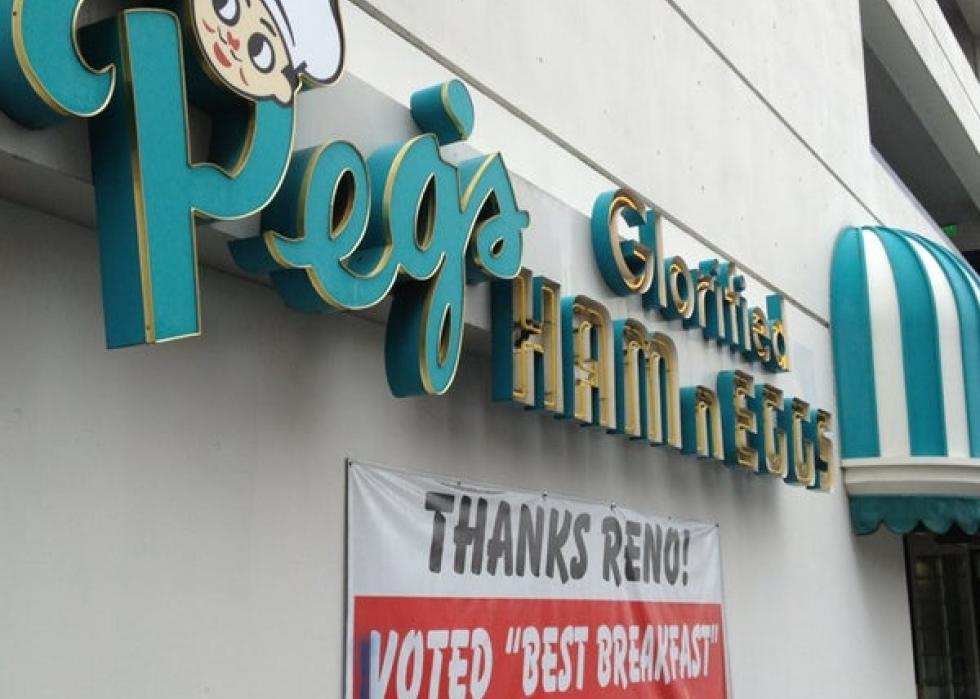 Peg's
Glorified
HAM n EGGS
THANKS RENO!
VOTED "BEST BREAKFAST"